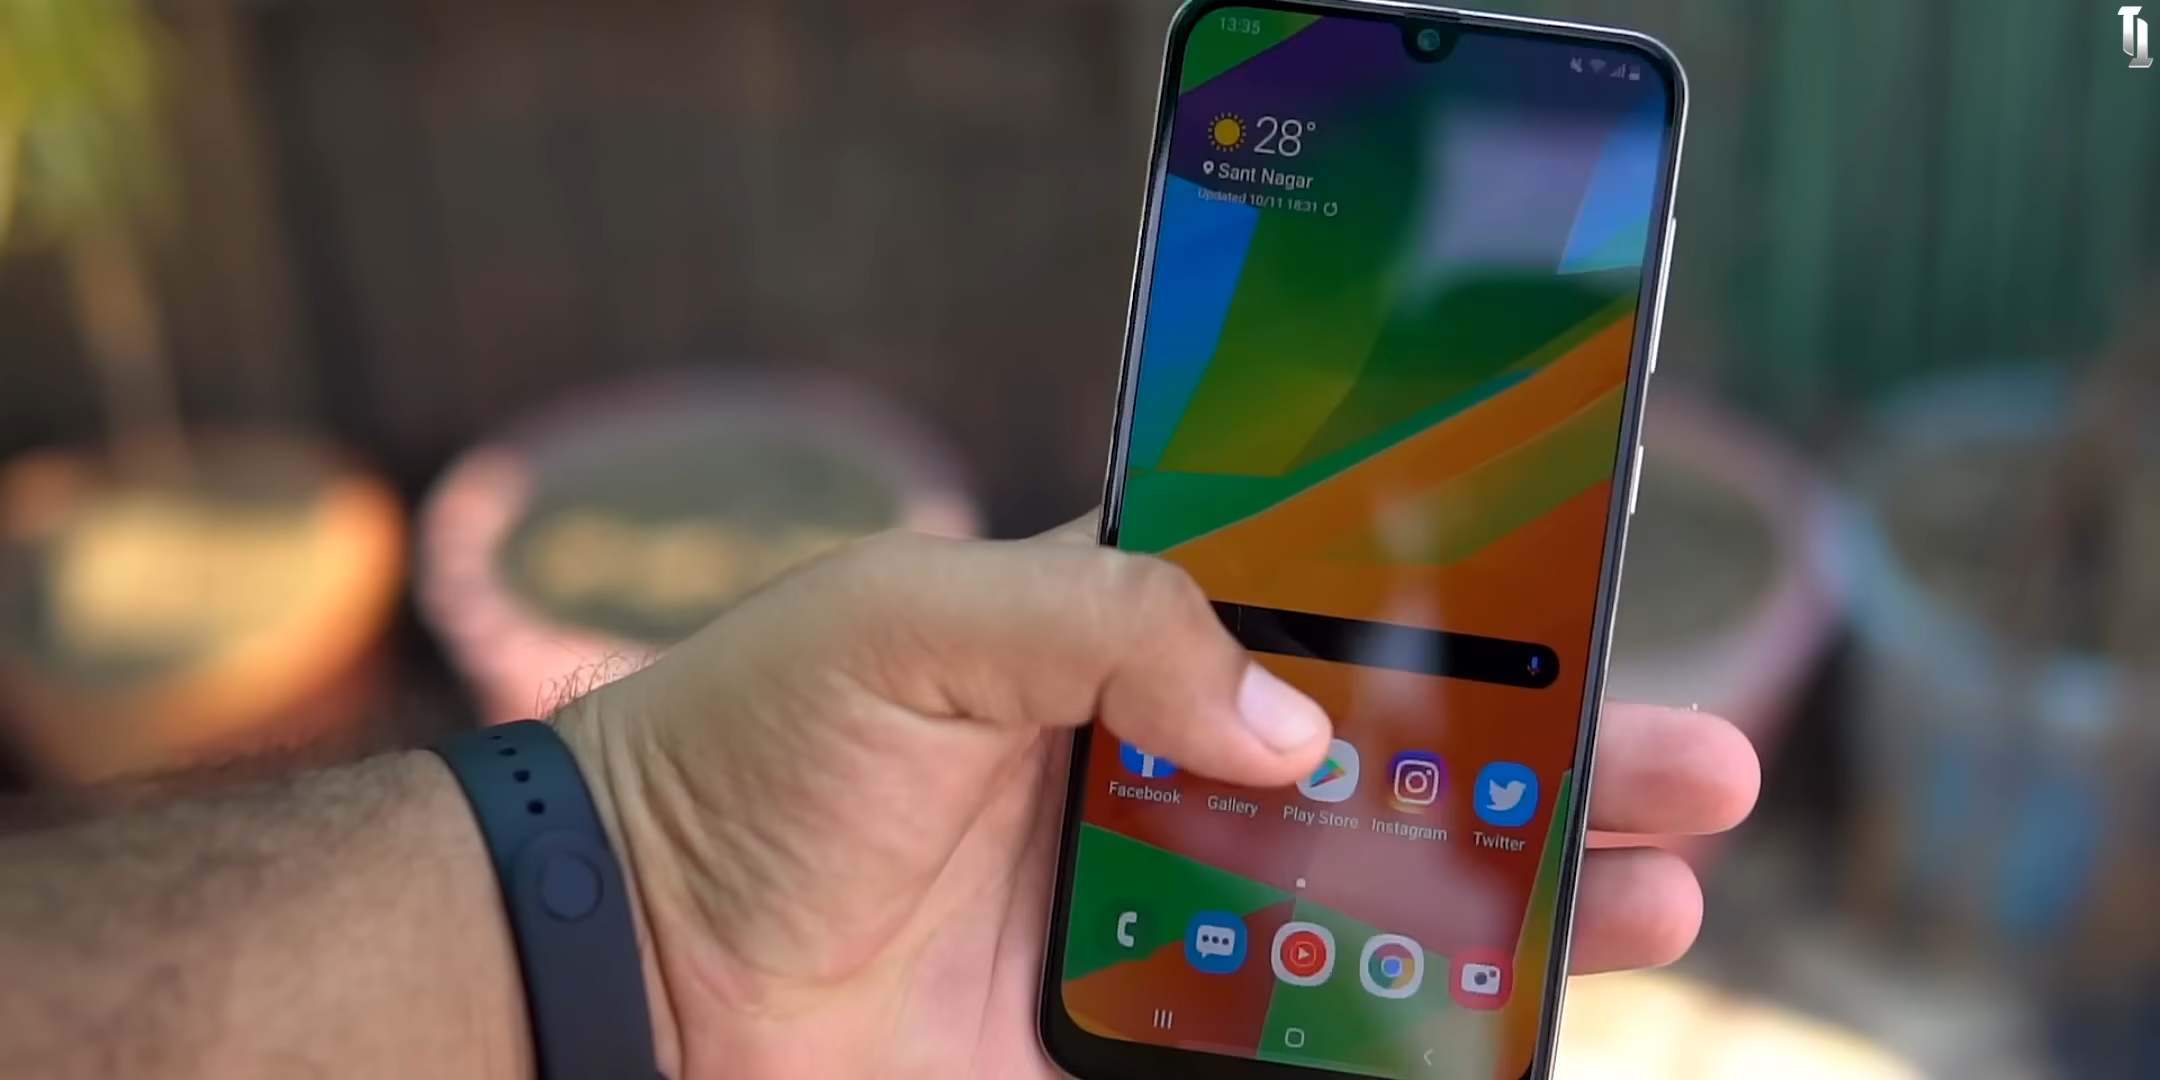 13:35
28°
Sant Nagar
Updated 10/11 18:31
Facebook
Gallery
Play Store
Instagram
Twitter